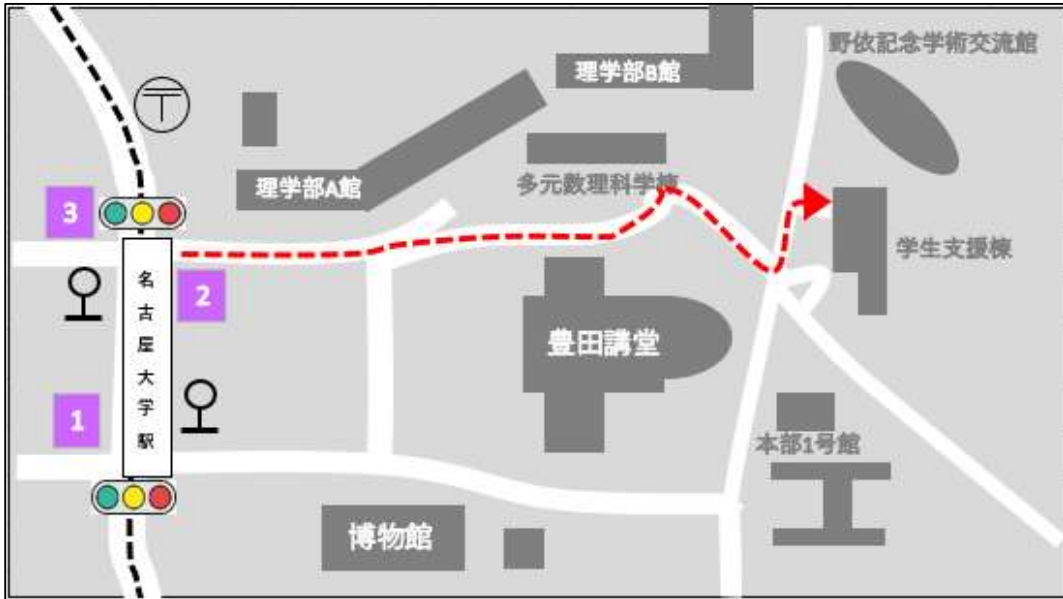 野依記念学術交流館
理学部B館
理学部A館
多元数理科学棟
3
学生支援棟
2
名古屋大学駅
豊田講堂
1
本部1号館
博物館